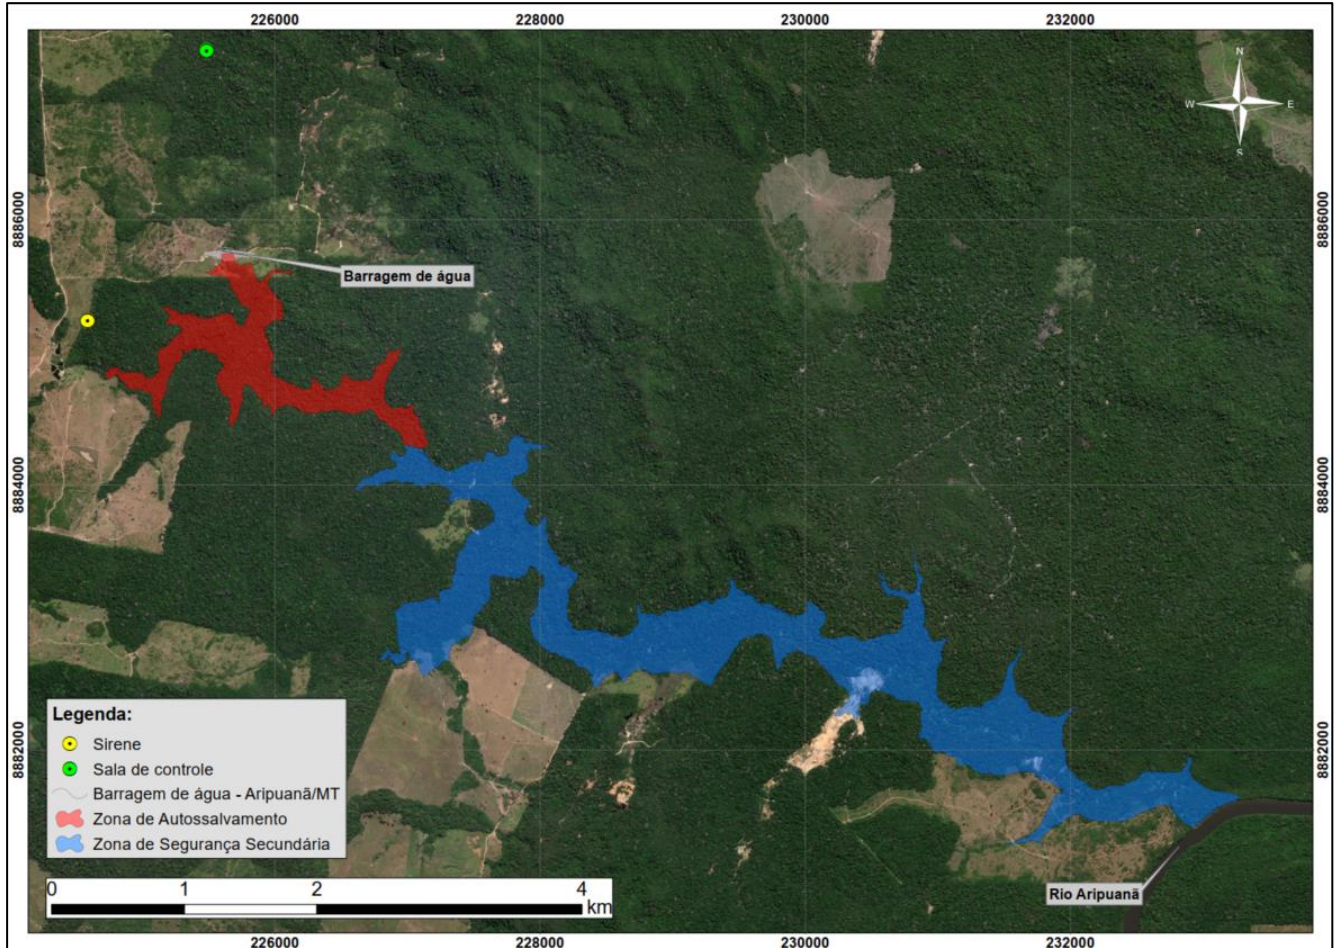 226000 228000 230000 232000
N
W E
S
8886000 8886000
Barragem de água
8884000 8884000
Legenda:
Sirene
Sala de controle
Barragem de água - Aripuanã/MT
Zona de Autossalvamento
Zona de Segurança Secundária
8882000 8882000
0 1 2 4
km
Rio Aripuanã
226000 228000 230000 232000